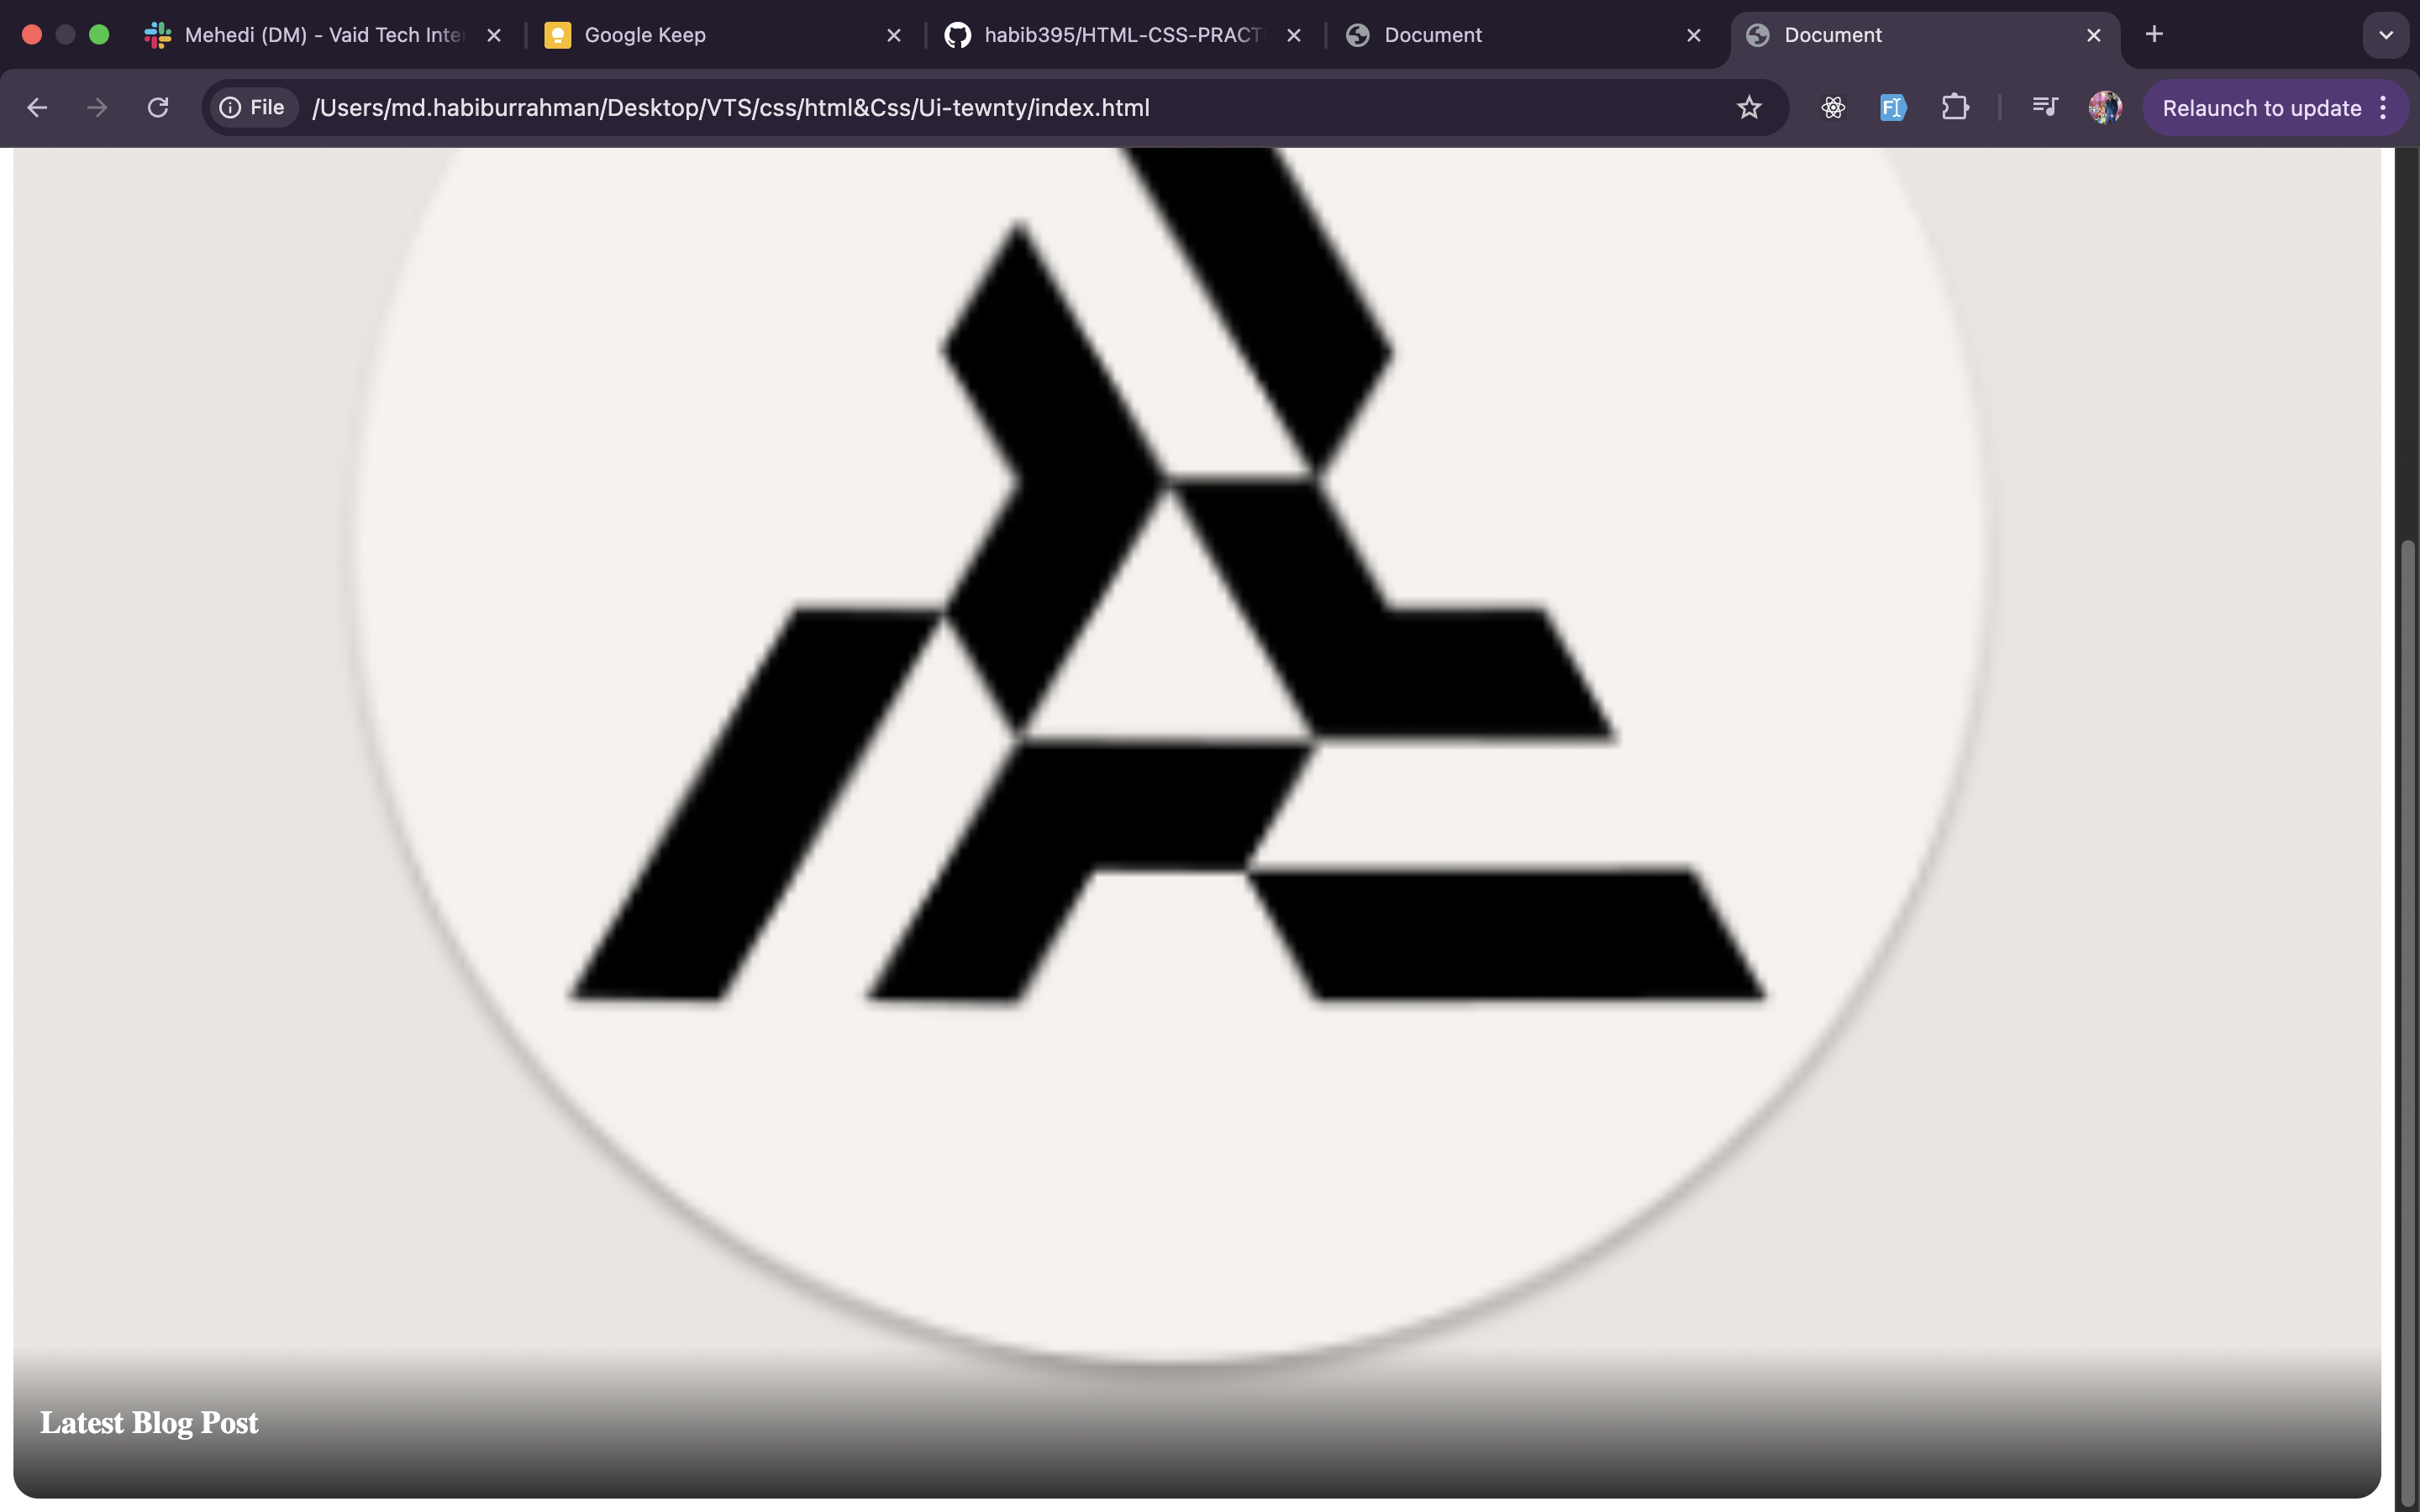 Mehedi (DM) - Vaid Tech Inte
Google Keep
habib395/HTML-CSS-PRACT
Document
Document
File
/Users/md.habiburrahman/Desktop/VTS/css/html&Css/Ui-tewnty/index.html
Relaunch to update
Latest Blog Post